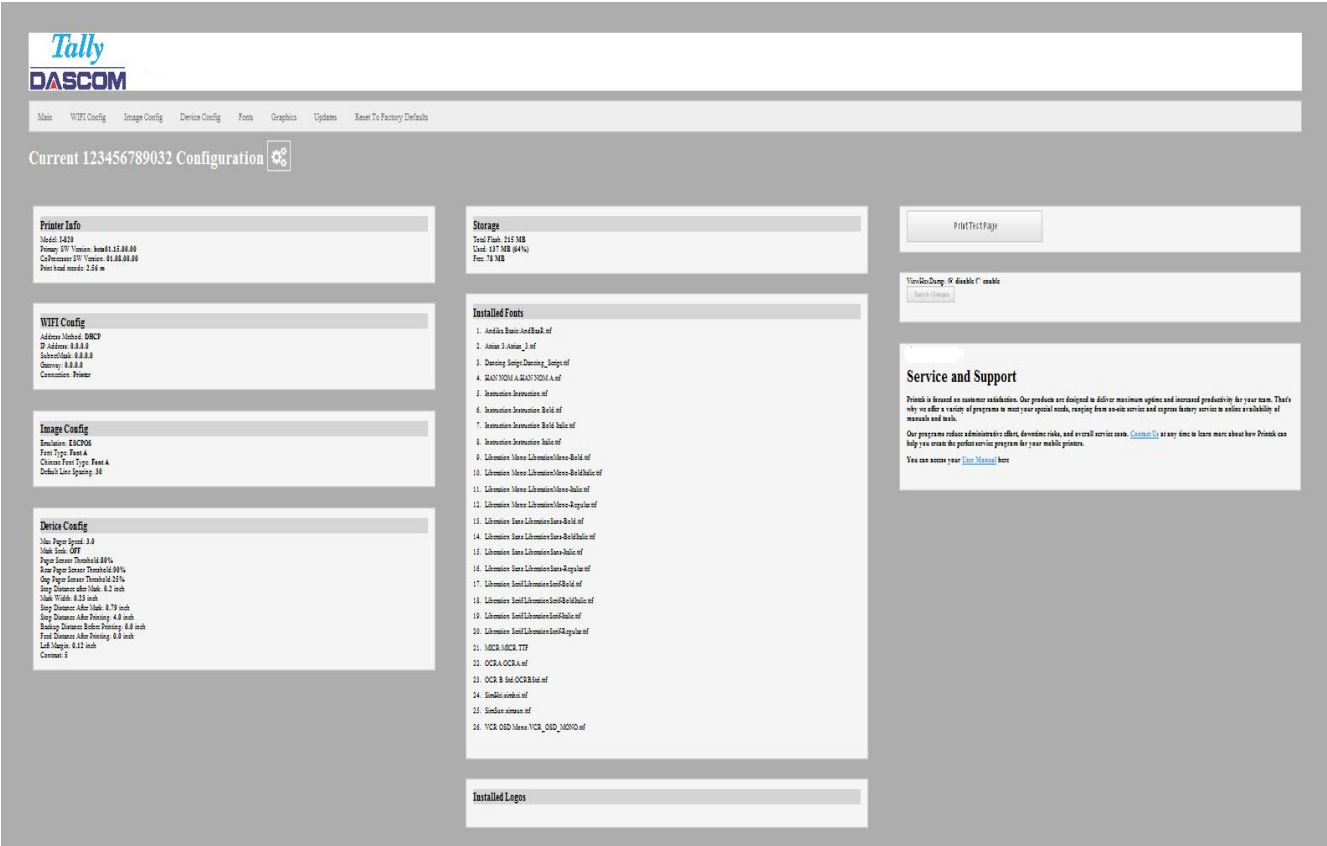 Tally
DASCOM
Main WIFI Config Image Config Device Config Fonts Graphics Updates Reset To Factory Defaults
Current 123456789032 Configuration
Printer Info
Model: I-820
Primary SW Version: beta01.15.00.00
CoProcessor SW Version: 01.08.00.00
Print head records: 2.56 m
WIFI Config
Address Method: DHCP
IP Address: 0.0.0.0
SubnetMask: 0.0.0.0
Gateway: 0.0.0.0
Connection: Printer
Image Config
Emulation: ESCPOS
Font Type: Font A
Chinese Font Type: Font A
Default Line Spacing: 30
Device Config
Max Paper Speed: 3.0
Mark Seek: OFF
Paper Sensor Threshold:80%
Rear Paper Sensor Threshold:90%
Gap Paper Sensor Threshold:25%
Stop Distance after Mark: 0.2 inch
Mark Width: 0.23 inch
Stop Distance After Mark: 0.79 inch
Stop Distance After Printing: 4.0 inch
Backup Distance Before Printing: 0.0 inch
Feed Distance After Printing: 0.0 inch
Left Margin: 0.12 inch
Contrast: 5
Storage
Total Flash: 215 MB
Used: 137 MB (64%)
Free: 78 MB
Installed Fonts
1. Andika Basic:AndBasR.ttf
2. Atrian 3:Atrian_3.ttf
3. Dancing Script:Dancing_Script.ttf
4. HAN NOM A:HAN NOM A.ttf
5. Instruction:Instruction.ttf
6. Instruction:Instruction Bold.ttf
7. Instruction:Instruction Bold Italic.ttf
8. Instruction:Instruction Italic.ttf
9. Liberation Mono:LiberationMono-Bold.ttf
10. Liberation Mono:LiberationMono-BoldItalic.ttf
11. Liberation Mono:LiberationMono-Italic.ttf
12. Liberation Mono:LiberationMono-Regular.ttf
13. Liberation Sans:LiberationSans-Bold.ttf
14. Liberation Sans:LiberationSans-BoldItalic.ttf
15. Liberation Sans:LiberationSans-Italic.ttf
16. Liberation Sans:LiberationSans-Regular.ttf
17. Liberation Serif:LiberationSerif-Bold.ttf
18. Liberation Serif:LiberationSerif-BoldItalic.ttf
19. Liberation Serif:LiberationSerif-Italic.ttf
20. Liberation Serif:LiberationSerif-Regular.ttf
21. MICR:MICR.TTF
22. OCRA:OCRA.ttf
23. OCR B Std:OCRBStd.ttf
24. SimHei:simhei.ttf
25. SimSun:simsun.ttf
26. VCR OSD Mono:VCR_OSD_MONO.ttf
Installed Logos
PrintTestPage
ViewHexDump: disable enable
Submit Changes
Service and Support
Printek is focused on customer satisfaction. Our products are designed to deliver maximum uptime and increased productivity for your team. That's
why we offer a variety of programs to meet your special needs, ranging from on-site service and express factory service to online availability of
manuals and tools.
Our programs reduce administrative effort, downtime risks, and overall service costs. Contact Us at any time to learn more about how Printek can
help you create the perfect service program for your mobile printers.
You can access your User Manual here